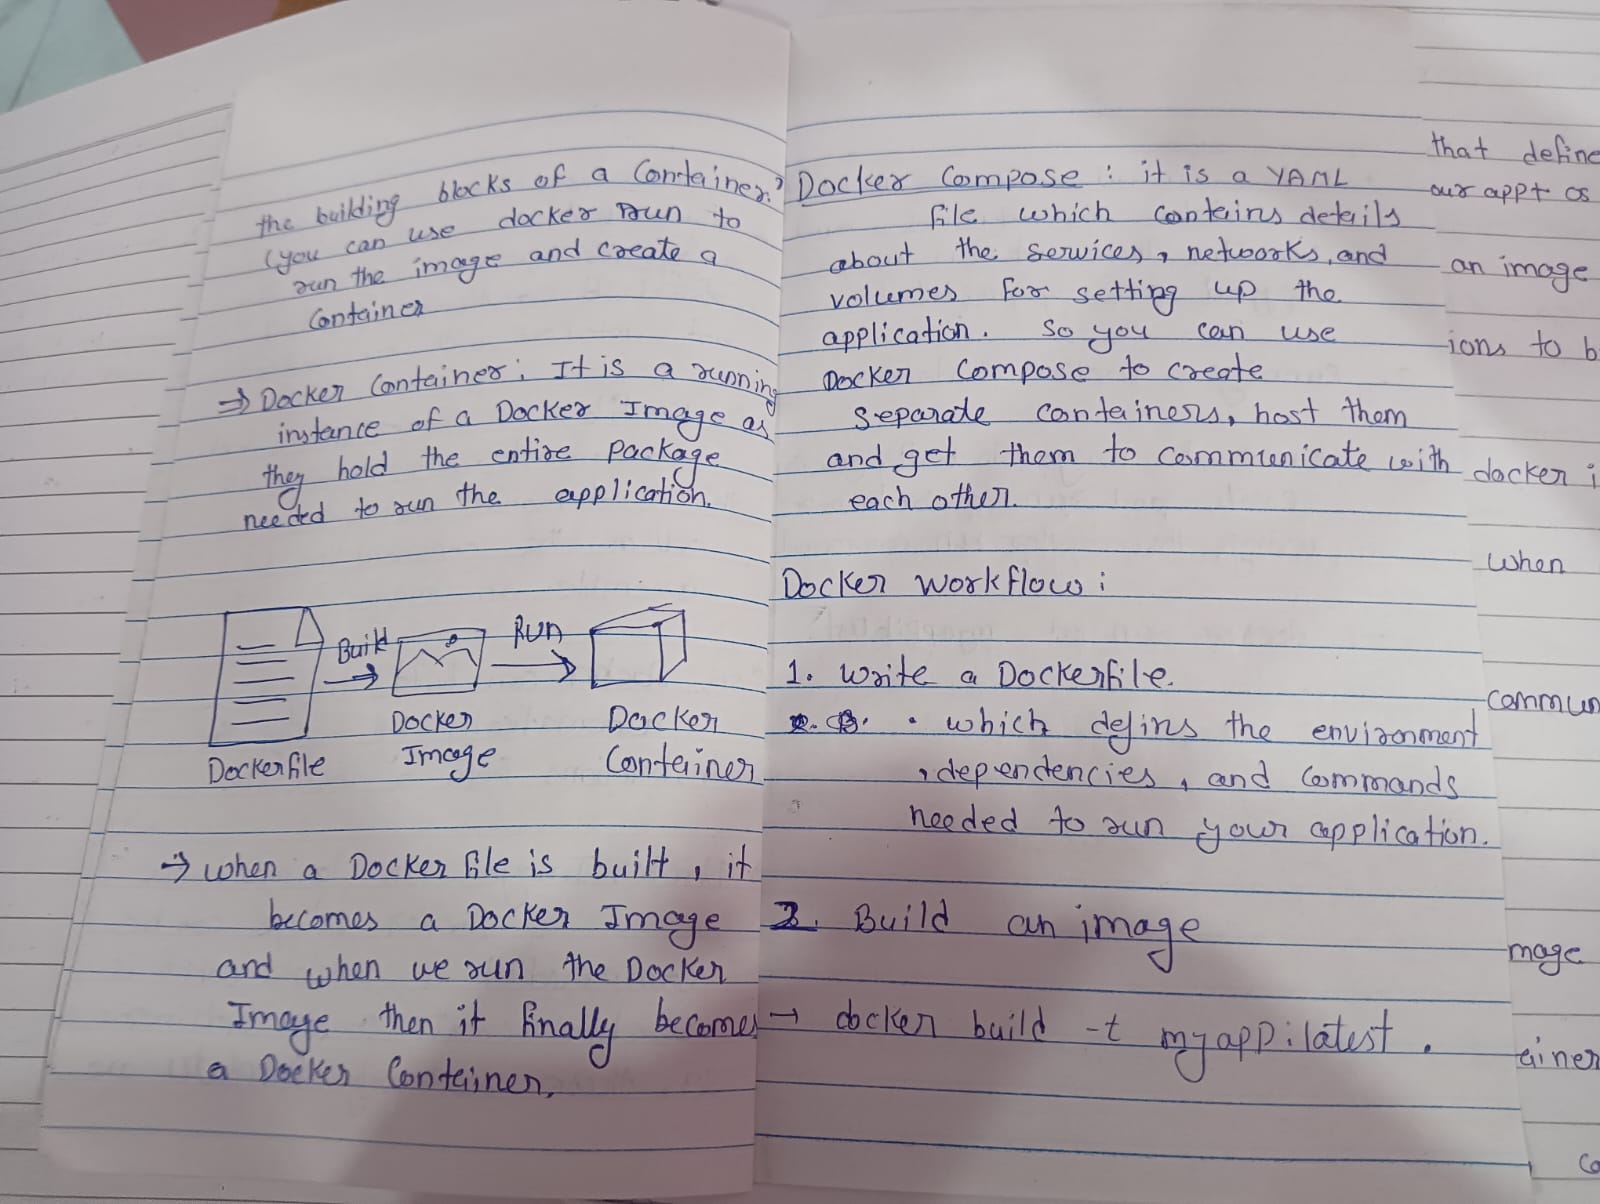 the building blocks of a Container?
(you can use docker run to
run the image and create a
Container
⇒ Docker Container: It is a running
instance of a Docker Image as
they hold the entire package
needed to run the application.
Build
Run
Dockerfile
Docker
Image
Docker
Container
→ when a Docker file is built, it
becomes a Docker Image
and when we run the Docker
Image then it finally becomes
a Docker Container.
Docker Compose: it is a YAML
file which contains details
about the services, networks, and
volumes for setting up the
application. So you can use
Docker Compose to create
separate containers, host them
and get them to communicate with
each other.
Docker Workflow:
1. Write a Dockerfile.
• which defins the environment
, dependencies, and commands
needed to run your application.
2. Build an image
→ docker build -t myapp:latest .
that define
our app+ os
an image
ions to b
docker i
when
commun
mage
ainer
co